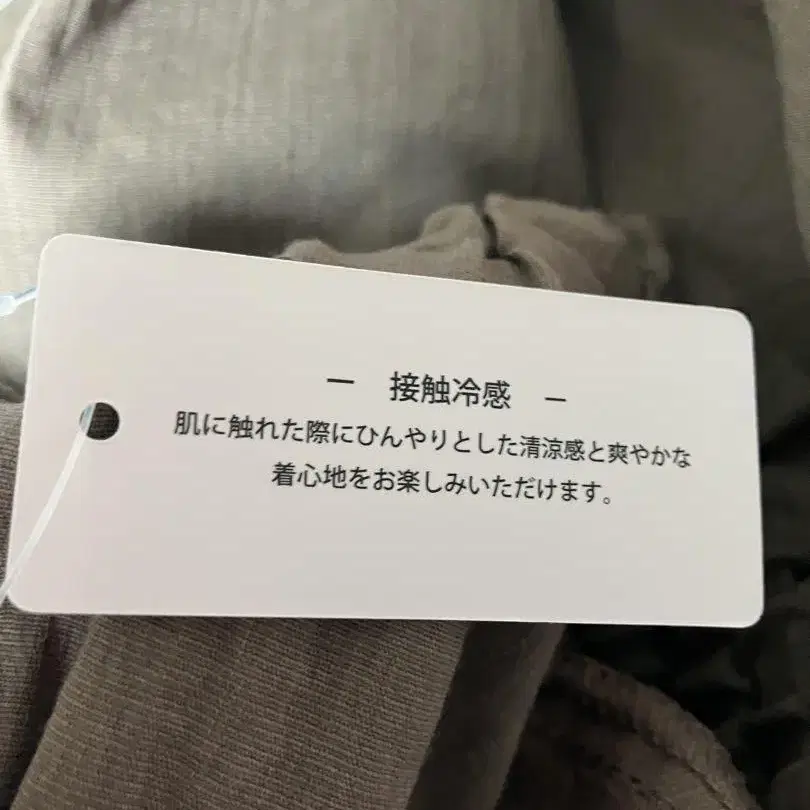 ー 接触冷感 ー
肌に触れた際にひんやりとした清涼感と爽やかな
着心地をお楽しみいただけます。